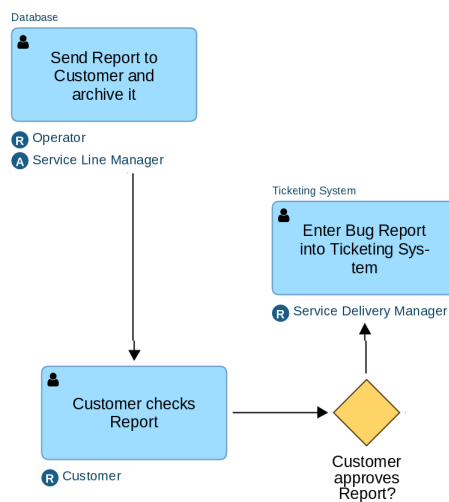 Database
Send Report to
Customer and
archive it
R Operator
A Service Line Manager
Ticketing System
Enter Bug Report
into Ticketing Sys-
tem
R Service Delivery Manager
Customer checks
Report
R Customer
Customer
approves
Report?